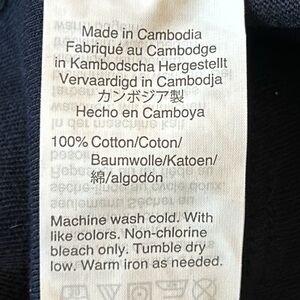 Made in Cambodia
Fabriqué au Cambodge
in Kambodscha Hergestellt
Vervaardigd in Cambodja
カンボジア製
Hecho en Camboya
100% Cotton/Coton/
Baumwolle/Katoen/
綿/algodón
Machine wash cold. With
like colors. Non-chlorine
bleach only. Tumble dry
low. Warm iron as needed.